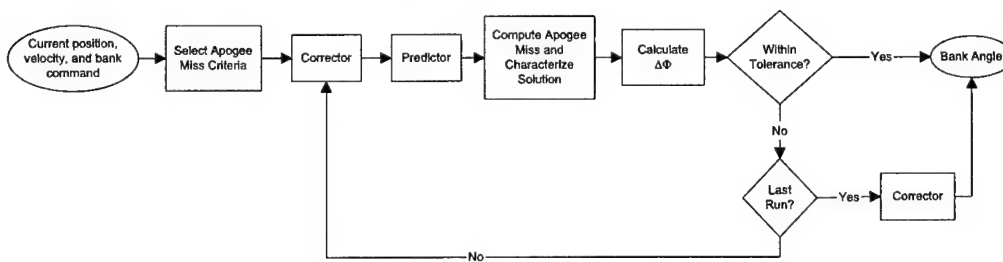 Current position,
velocity, and bank
command
Select Apogee
Miss Criteria
Corrector
Predictor
Compute Apogee
Miss and
Characterize
Solution
Calculate
ΔΦ
Within
Tolerance?
Yes
Bank Angle
No
Last
Run?
Yes
Corrector
No